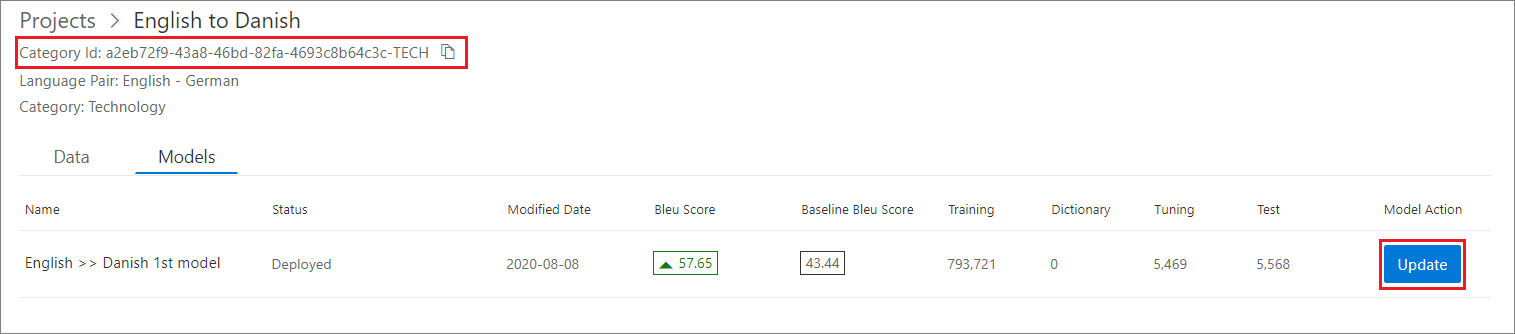 Projects > English to Danish
Category Id: a2eb72f9-43a8-46bd-82fa-4693c8b64c3c-TECH
Language Pair: English - German
Category: Technology
Data Models
Name Status Modified Date Bleu Score Baseline Bleu Score Training Dictionary Tuning Test Model Action
English >> Danish 1st model Deployed 2020-08-08 57.65 43.44 793,721 0 5,469 5,568 Update